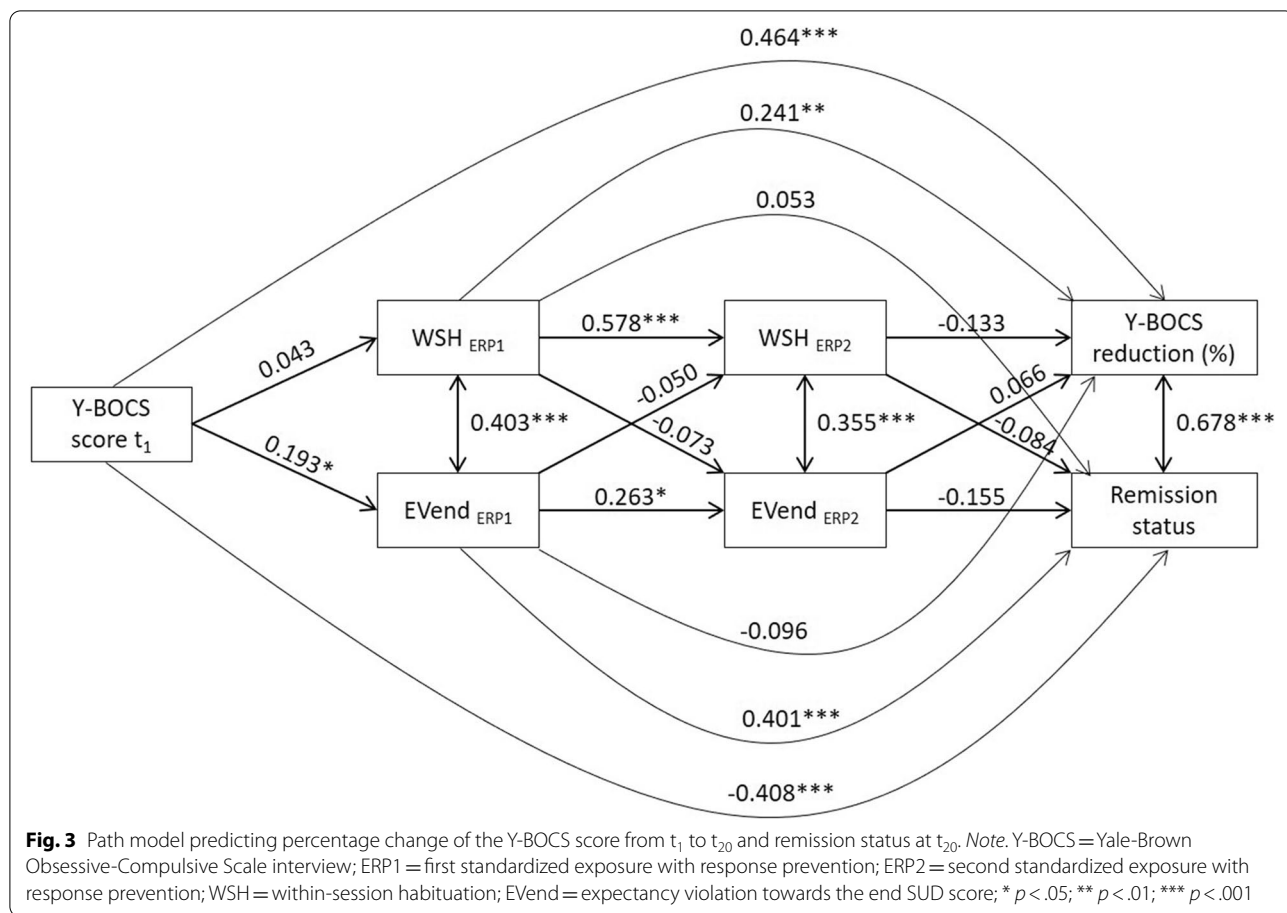 0.464***
0.241**
0.053
WSH ERP1
0.578***
WSH ERP2
-0.133
Y-BOCS
reduction (%)
0.043
-0.050
0.066
Y-BOCS
score t1
0.403***
-0.073
0.355***
-0.084
0.678***
0.193*
EVend ERP1
0.263*
EVend ERP2
-0.155
Remission
status
-0.096
0.401***
-0.408***
Fig. 3 Path model predicting percentage change of the Y-BOCS score from t1 to t20 and remission status at t20. Note. Y-BOCS = Yale-Brown
Obsessive-Compulsive Scale interview; ERP1 = first standardized exposure with response prevention; ERP2 = second standardized exposure with
response prevention; WSH = within-session habituation; EVend = expectancy violation towards the end SUD score; * p < .05; ** p < .01; *** p < .001